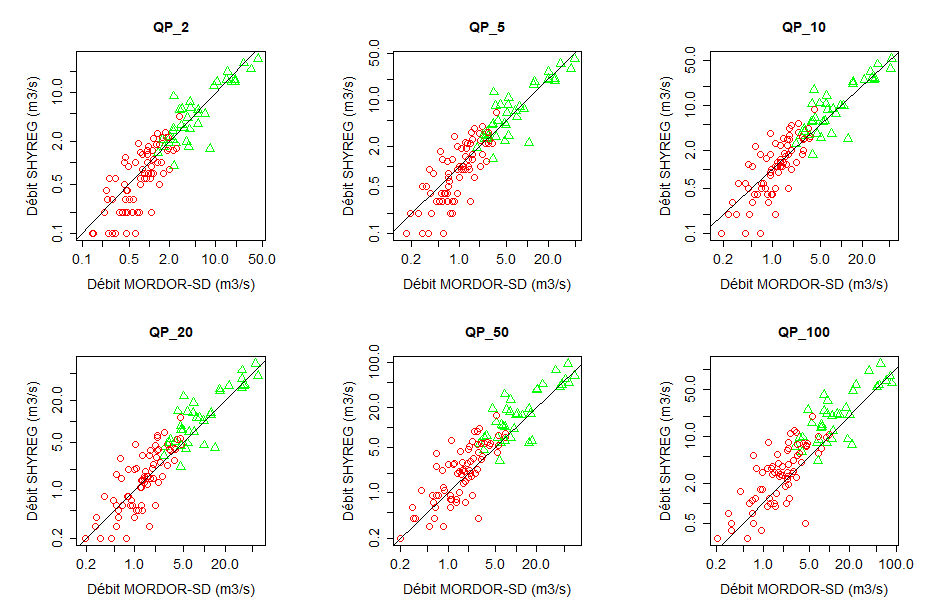 QP_2
QP_5
QP_10
Débit SHYREG (m3/s)
0.1 0.5 2.0 10.0
0.1 0.5 2.0 10.0 50.0
Débit MORDOR-SD (m3/s)
Débit SHYREG (m3/s)
0.1 0.5 2.0 10.0 50.0
0.2 1.0 5.0 20.0
Débit MORDOR-SD (m3/s)
Débit SHYREG (m3/s)
0.1 0.5 2.0 10.0 50.0
0.2 1.0 5.0 20.0
Débit MORDOR-SD (m3/s)
QP_20
QP_50
QP_100
Débit SHYREG (m3/s)
0.2 1.0 5.0 20.0
0.2 1.0 5.0 20.0
Débit MORDOR-SD (m3/s)
Débit SHYREG (m3/s)
0.2 1.0 5.0 20.0 100.0
0.2 1.0 5.0 20.0
Débit MORDOR-SD (m3/s)
Débit SHYREG (m3/s)
0.5 2.0 10.0 50.0
0.2 1.0 5.0 20.0 100.0
Débit MORDOR-SD (m3/s)